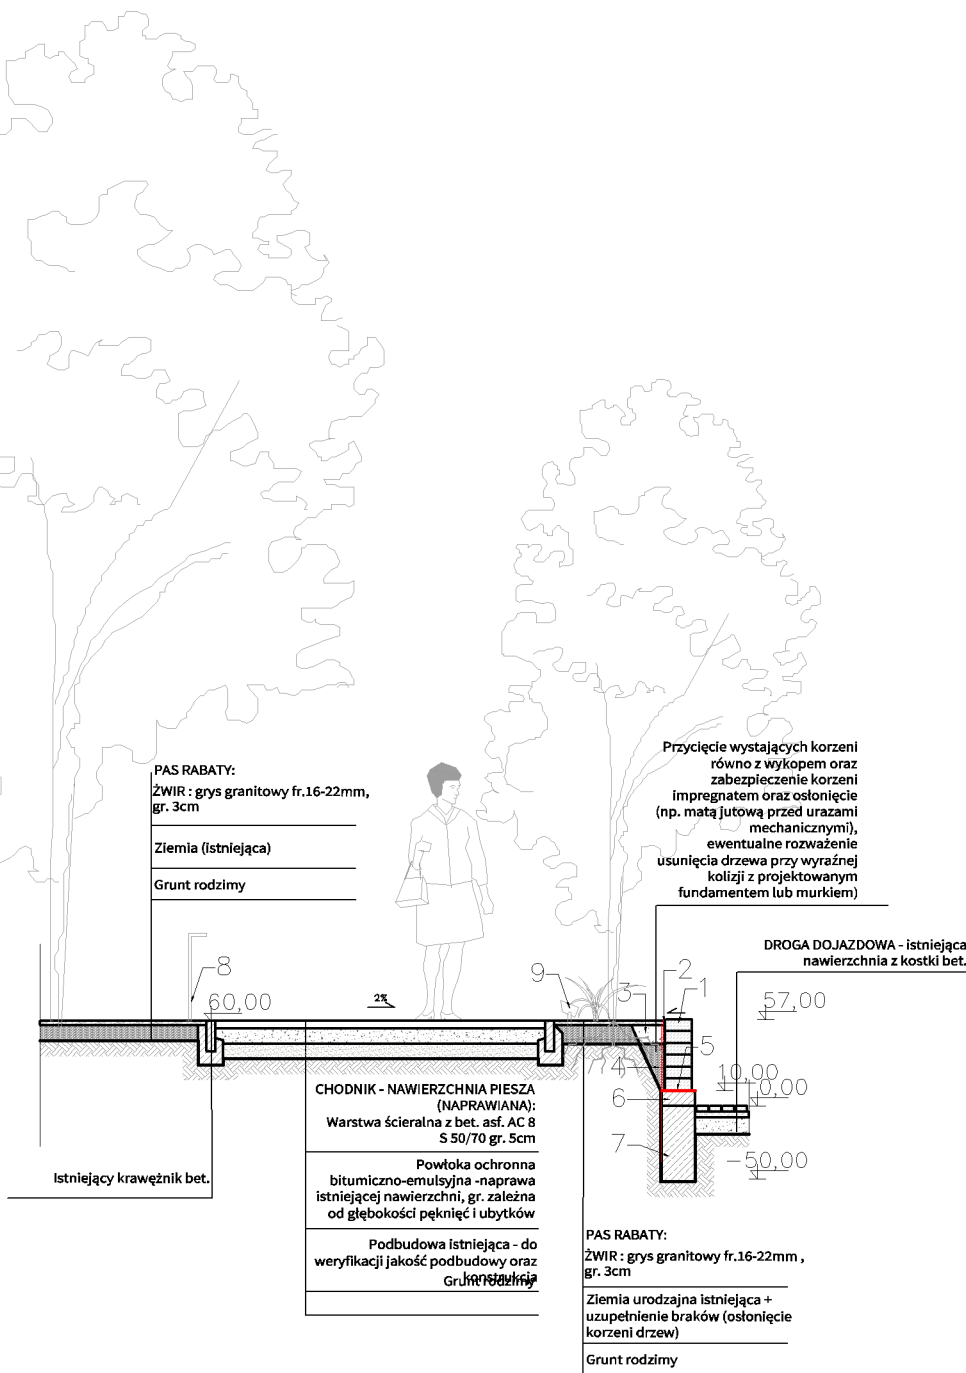 PAS RABATY:
ŻWIR : grys granitowy fr.16-22mm,
gr. 3cm
Ziemia (istniejąca)
Grunt rodzimy
Przycięcie wystających korzeni
równo z wykopem oraz
zabezpieczenie korzeni
impregnatem oraz osłonięcie
(np. matą jutową przed urazami
mechanicznymi),
ewentualne rozważenie
usunięcia drzewa przy wyraźnej
kolizji z projektowanym
fundamentem lub murkiem)
DROGA DOJAZDOWA - istniejąca
nawierzchnia z kostki bet.
8
9
2
1
3
60,00
2%
57,00
5
4
10,00
0,00
6
7
-50,00
CHODNIK - NAWIERZCHNIA PIESZA
(NAPRAWIANA):
Warstwa ścieralna z bet. asf. AC 8
S 50/70 gr. 5cm
Powłoka ochronna
bitumiczno-emulsyjna -naprawa
istniejącej nawierzchni, gr. zależna
od głębokości pęknięć i ubytków
Podbudowa istniejąca - do
weryfikacji jakość podbudowy oraz
konstrukcja
Grunt rodzimy
Istniejący krawężnik bet.
PAS RABATY:
ŻWIR : grys granitowy fr.16-22mm ,
gr. 3cm
Ziemia urodzajna istniejąca +
uzupełnienie braków (osłonięcie
korzeni drzew)
Grunt rodzimy